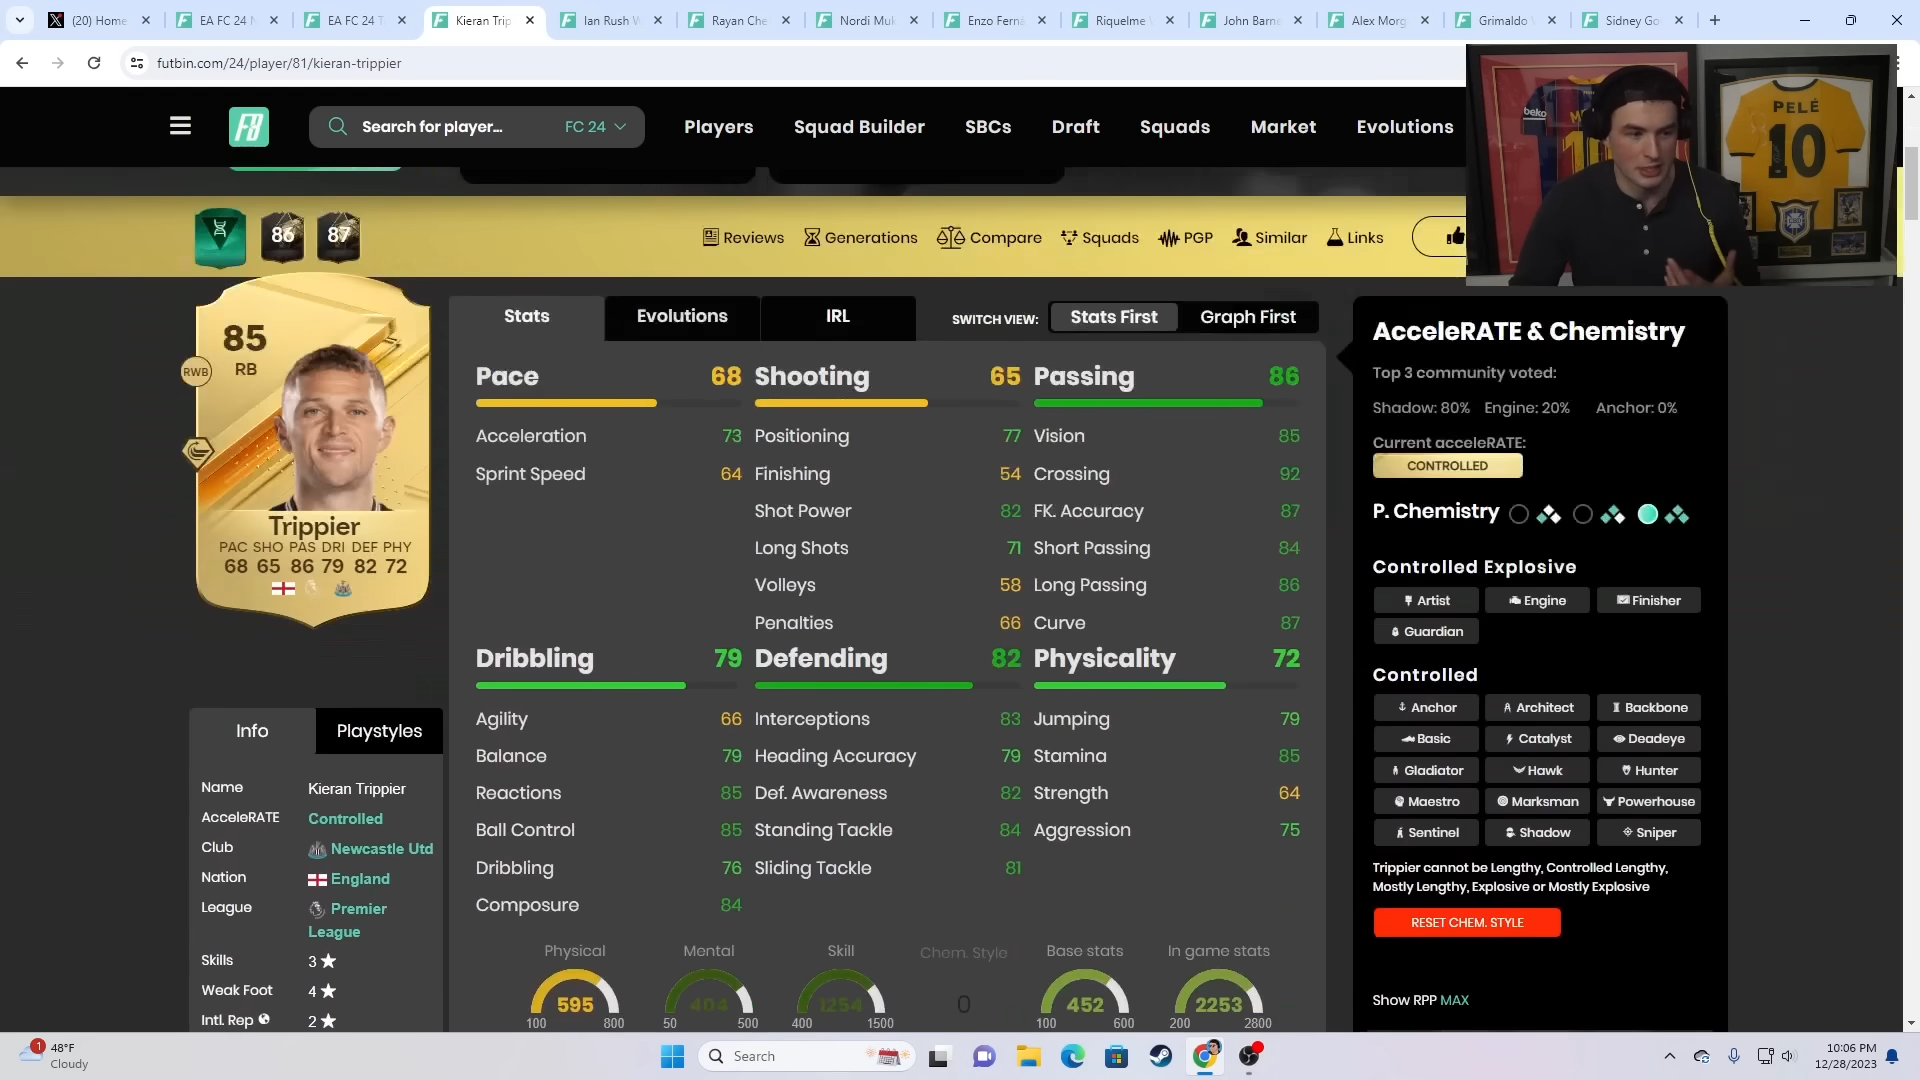 (20) Home
EA FC 24
EA FC 24
Kieran Trip
Ian Rush
Rayan Che
Nordi Muk
Enzo Ferná
Riquelme
John Barne
Alex Morg
Grimaldo
Sidney Go
futbin.com/24/player/81/kieran-trippier
beko
PELÉ
10
Search for player... FC 24
Players Squad Builder SBCs Draft Squads Market Evolutions
86 87
Reviews Generations Compare Squads PGP Similar Links
85
RB
RWB
Trippier
PAC SHO PAS DRI DEF PHY
68 65 86 79 82 72
Stats Evolutions IRL SWITCH VIEW: Stats First Graph First
Pace 68
Acceleration 73
Sprint Speed 64
Shooting 65
Positioning 77
Finishing 54
Shot Power 82
Long Shots 71
Volleys 58
Penalties 66
Passing 86
Vision 85
Crossing 92
FK. Accuracy 87
Short Passing 84
Long Passing 86
Curve 87
Dribbling 79
Agility 66
Balance 79
Reactions 85
Ball Control 85
Dribbling 76
Composure 84
Defending 82
Interceptions 83
Heading Accuracy 79
Def. Awareness 82
Standing Tackle 84
Sliding Tackle 81
Physicality 72
Jumping 79
Stamina 85
Strength 64
Aggression 75
Physical Mental Skill Chem. Style Base stats In game stats
595 404 1254 0 452 2253
100 800 50 500 400 1500 100 600 200 2800
Info Playstyles
Name Kieran Trippier
AcceleRATE Controlled
Club Newcastle Utd
Nation England
League Premier
League
Skills 3
Weak Foot 4
Intl. Rep 2
AcceleRATE & Chemistry
Top 3 community voted:
Shadow: 80% Engine: 20% Anchor: 0%
Current acceleRATE:
CONTROLLED
P. Chemistry
Controlled Explosive
Artist Engine Finisher
Guardian
Controlled
Anchor Architect Backbone
Basic Catalyst Deadeye
Gladiator Hawk Hunter
Maestro Marksman Powerhouse
Sentinel Shadow Sniper
Trippier cannot be Lengthy, Controlled Lengthy,
Mostly Lengthy, Explosive or Mostly Explosive
RESET CHEM. STYLE
Show RPP MAX
1
48°F
Cloudy
Search
10:06 PM
12/28/2023